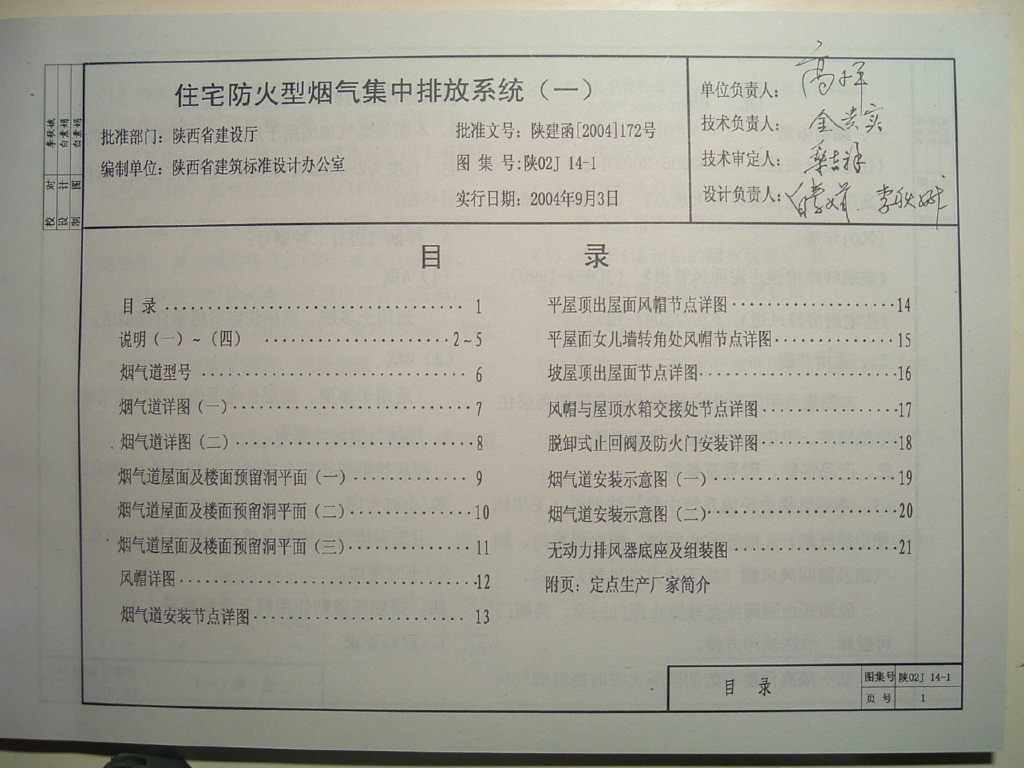 住宅防火型烟气集中排放系统（一）
批准部门：陕西省建设厅
编制单位：陕西省建筑标准设计办公室
批准文号：陕建函[2004]172号
图 集 号：陕02J 14-1
实行日期：2004年9月3日
单位负责人：
技术负责人：
技术审定人：
设计负责人：
校 对
设 计
制 图
目 录
目 录 1
说明（一）～（四） 2～5
烟气道型号 6
烟气道详图（一） 7
烟气道详图（二） 8
烟气道屋面及楼面预留洞平面（一） 9
烟气道屋面及楼面预留洞平面（二） 10
烟气道屋面及楼面预留洞平面（三） 11
风帽详图 12
烟气道安装节点详图 13
平屋顶出屋面风帽节点详图 14
平屋面女儿墙转角处风帽节点详图 15
坡屋顶出屋面节点详图 16
风帽与屋顶水箱交接处节点详图 17
脱卸式止回阀及防火门安装详图 18
烟气道安装示意图（一） 19
烟气道安装示意图（二） 20
无动力排风器底座及组装图 21
附页：定点生产厂家简介
目 录
图集号 陕02J 14-1
页 号 1